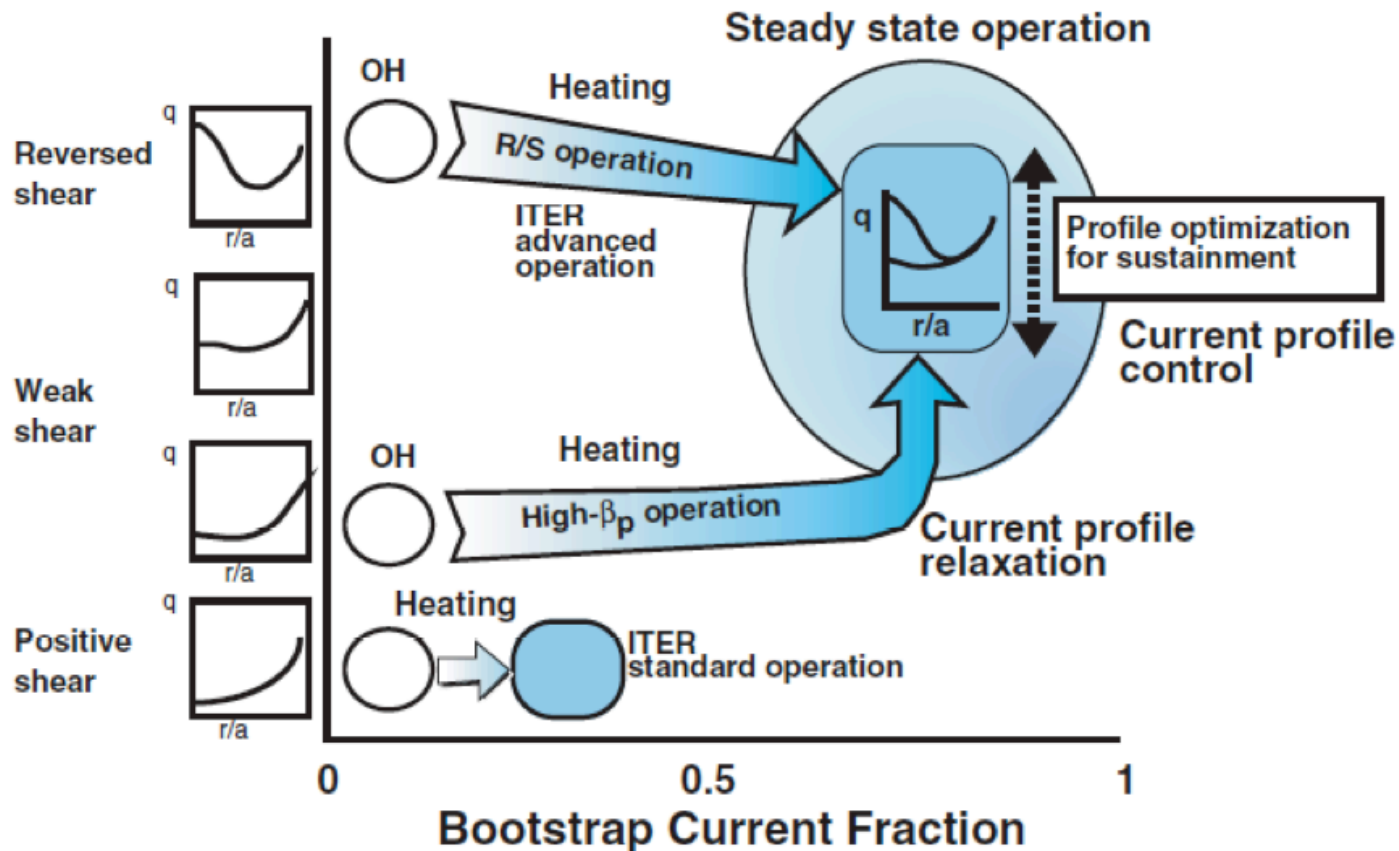 Steady state operation
OH
Heating
q
Reversed
shear
r/a
R/S operation
ITER
advanced
operation
q
r/a
Profile optimization
for sustainment
Current profile
control
q
r/a
Weak
shear
q
r/a
OH
Heating
High-βp operation
Current profile
relaxation
q
r/a
Positive
shear
Heating
ITER
standard operation
0
0.5
1
Bootstrap Current Fraction